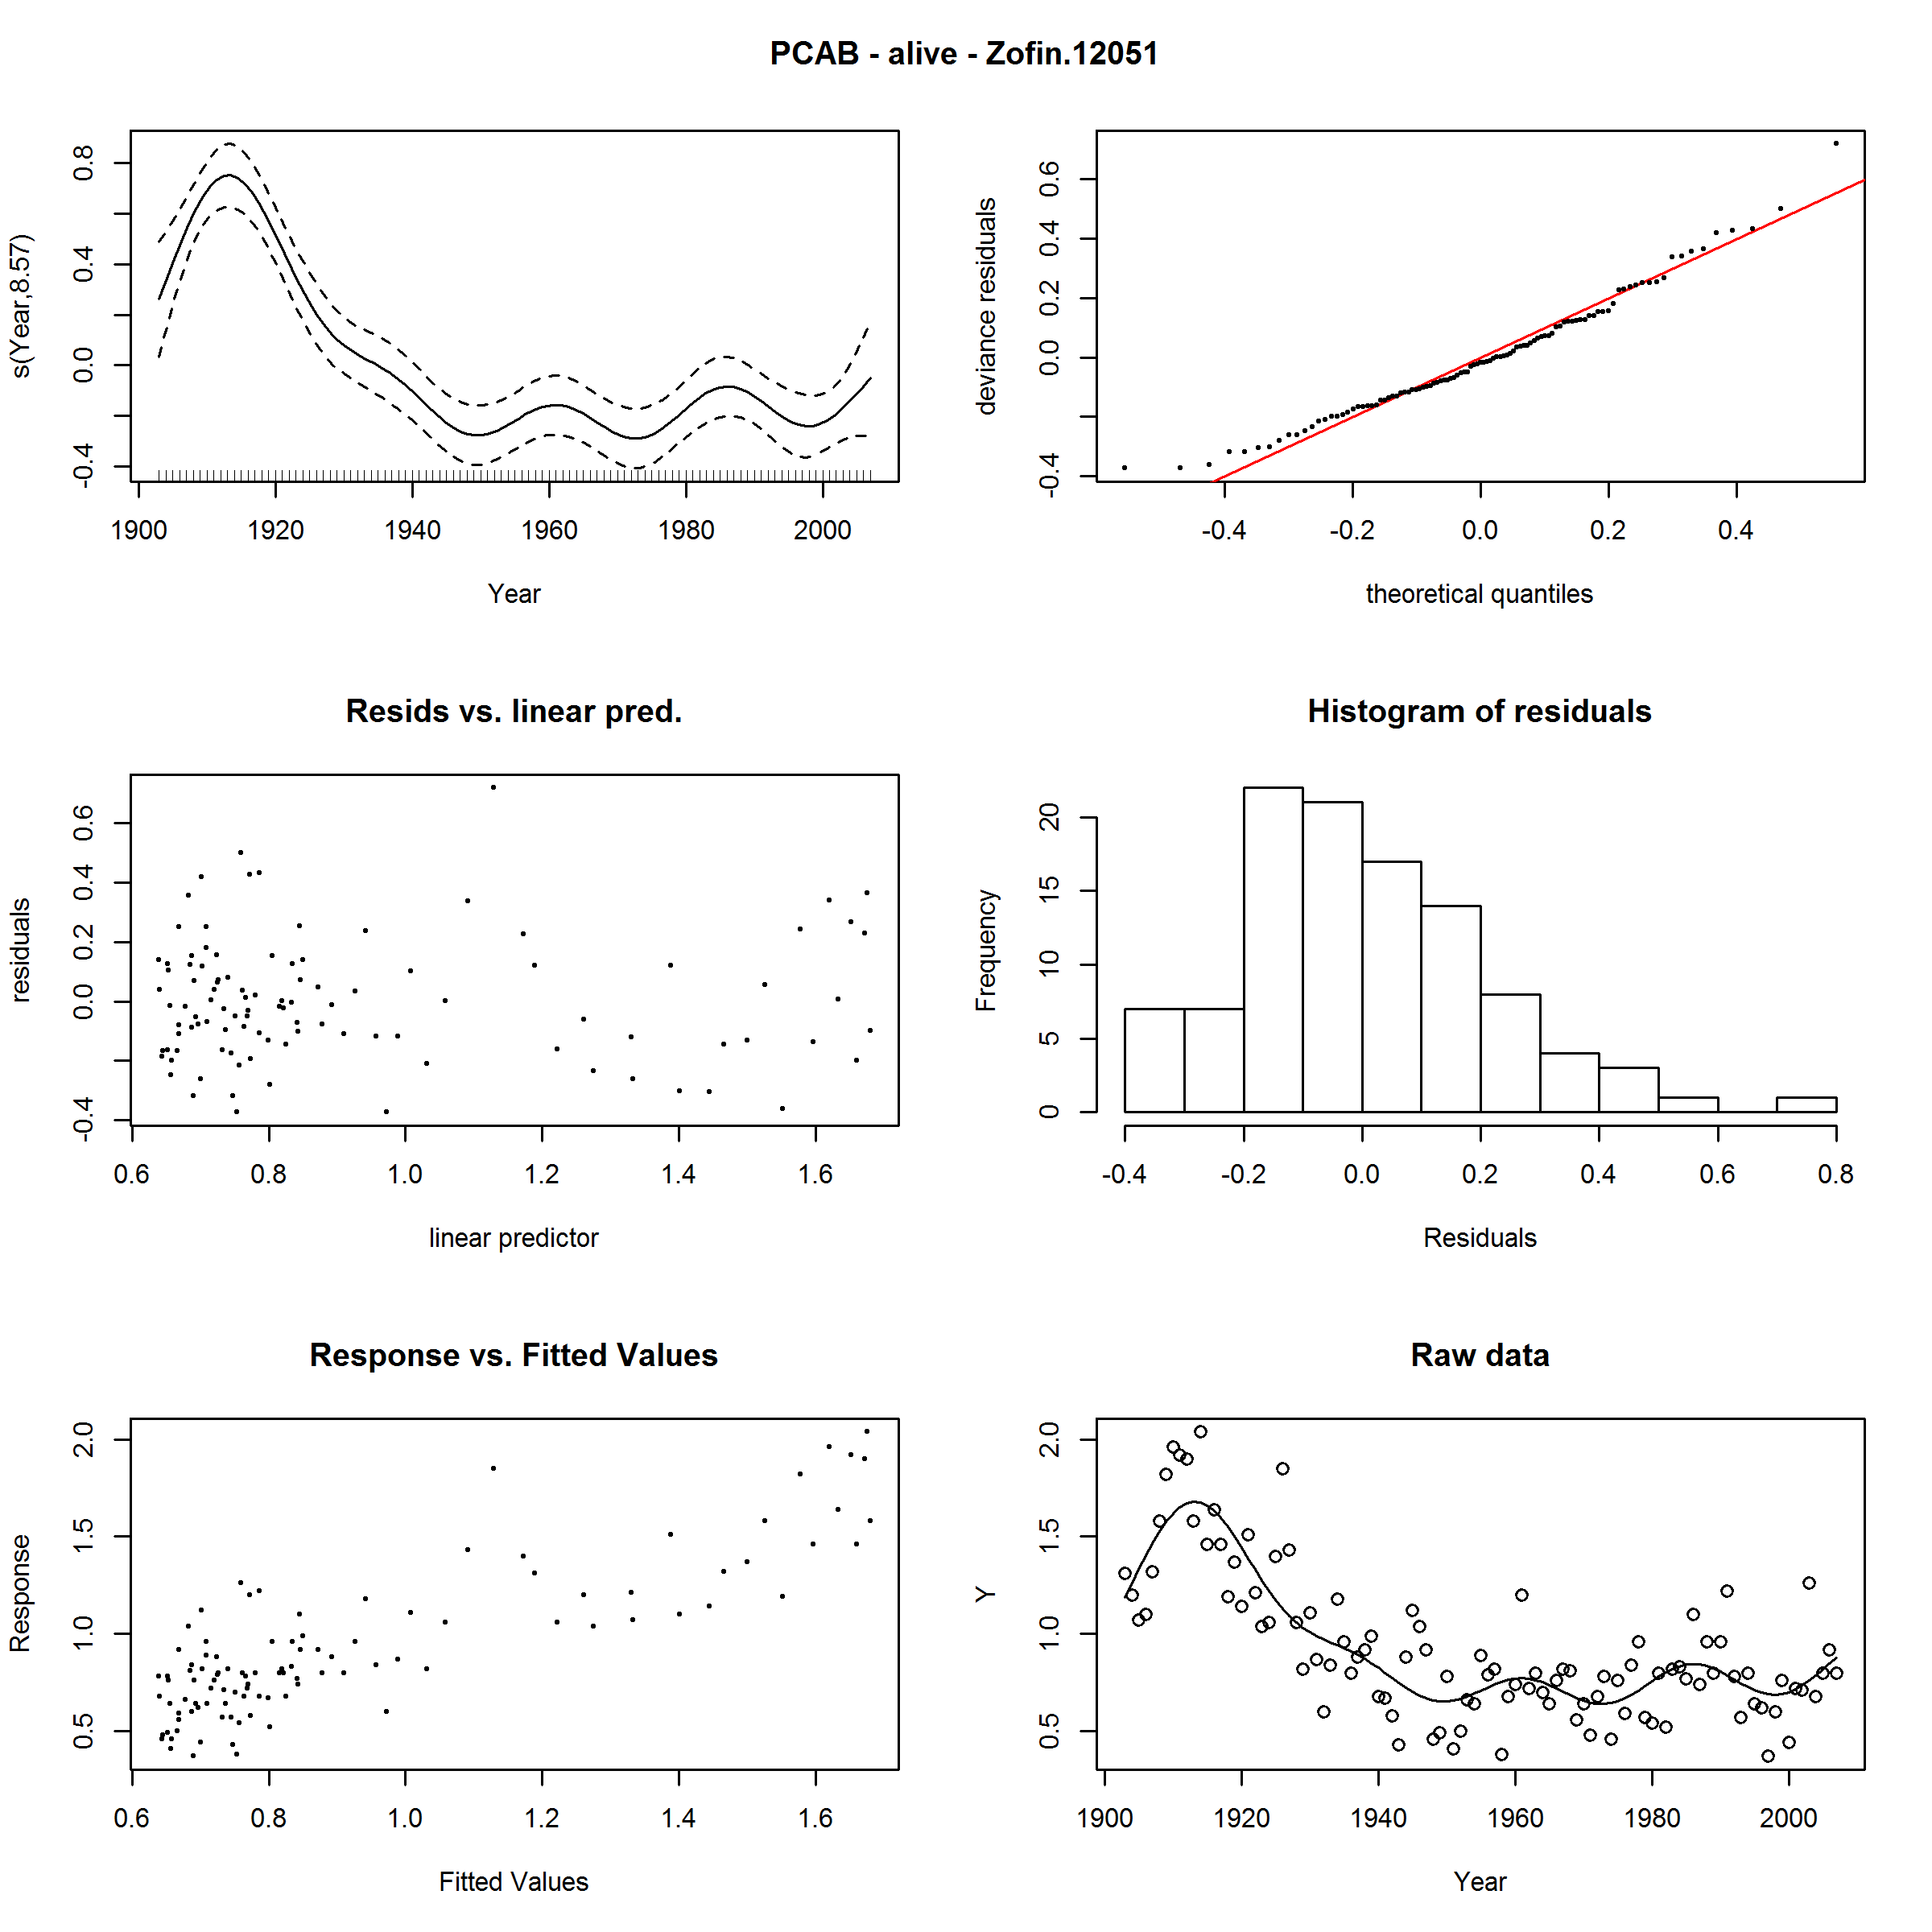 PCAB - alive - Zofin.12051
s(Year,8.57)
-0.4 0.0 0.4 0.8
1900 1920 1940 1960 1980 2000
Year
deviance residuals
-0.4 0.0 0.2 0.4 0.6
-0.4 -0.2 0.0 0.2 0.4
theoretical quantiles
Resids vs. linear pred.
residuals
-0.4 0.0 0.2 0.4 0.6
0.6 0.8 1.0 1.2 1.4 1.6
linear predictor
Histogram of residuals
Frequency
0 5 10 15 20
-0.4 -0.2 0.0 0.2 0.4 0.6 0.8
Residuals
Response vs. Fitted Values
Response
0.5 1.0 1.5 2.0
0.6 0.8 1.0 1.2 1.4 1.6
Fitted Values
Raw data
Y
0.5 1.0 1.5 2.0
1900 1920 1940 1960 1980 2000
Year